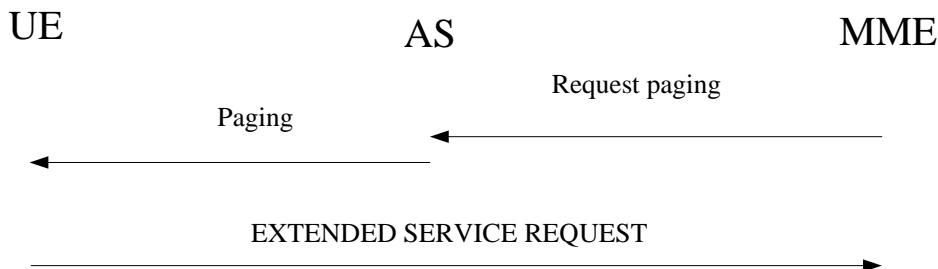 UE
AS
MME
Request paging
Paging
EXTENDED SERVICE REQUEST